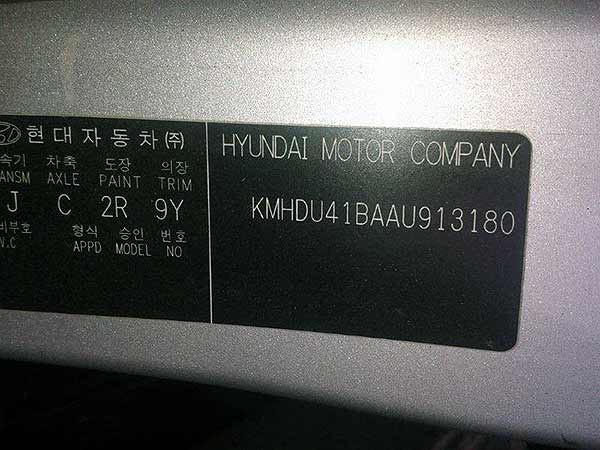 현대자동차(주)
속기 차축 도장 의장
RANSM AXLE PAINT TRIM
J C 2R 9Y
비부호 형식 승인 번호
W.C APPD MODEL NO
HYUNDAI MOTOR COMPANY
KMHDU41BAAU913180